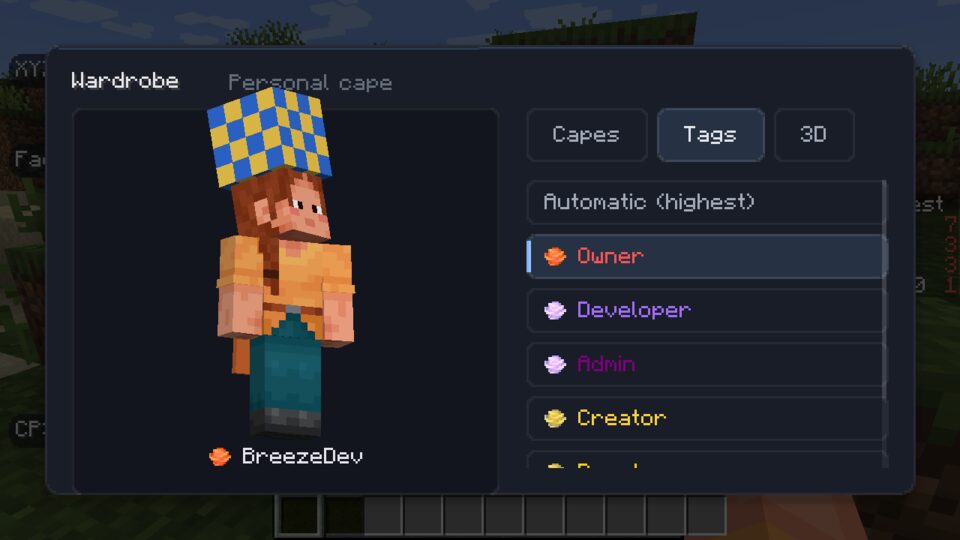 Wardrobe
Personal cape
Capes
Tags
3D
Automatic (highest)
Owner
Developer
Admin
Creator
BreezeDev